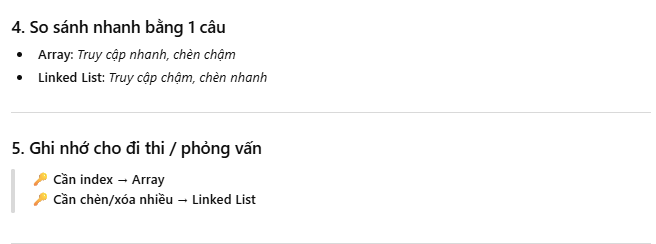 4. So sánh nhanh bằng 1 câu
• Array: Truy cập nhanh, chèn chậm
• Linked List: Truy cập chậm, chèn nhanh
5. Ghi nhớ cho đi thi / phỏng vấn
🔑 Cần index → Array
🔑 Cần chèn/xóa nhiều → Linked List